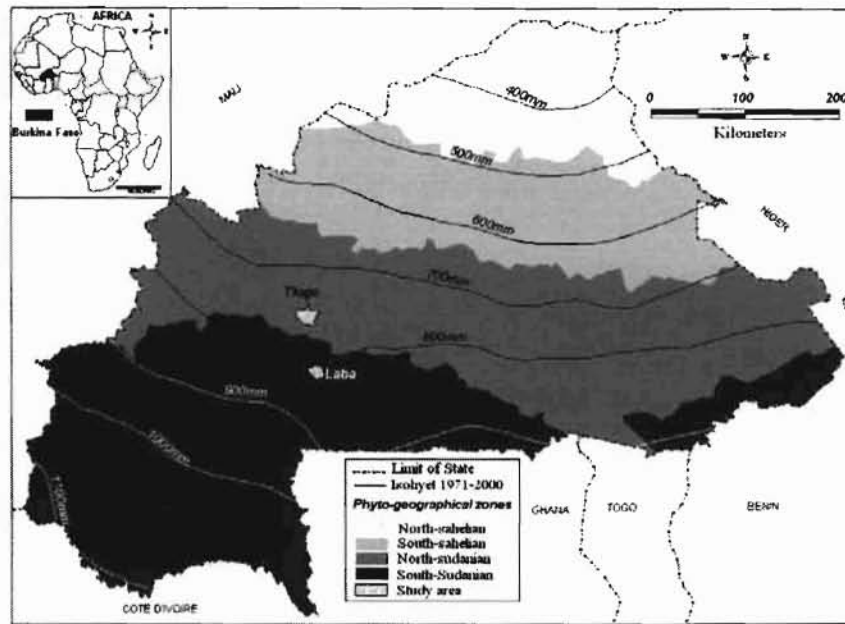 AFRICA
W E
S
Burkina Faso
MALI
N
W E
S
0 100 200
Kilometers
400mm
500mm
600mm
NIGER
700mm
Tiogo
800mm
Laba
900mm
1000mm
1100mm
Limit of State
Isohyet 1971-2000
Phyto-geographical zones
North-sahelian
South-sahelian
North-sudanian
South-Sudanian
Study area
GHANA
TOGO
BENIN
COTE D'IVOIRE